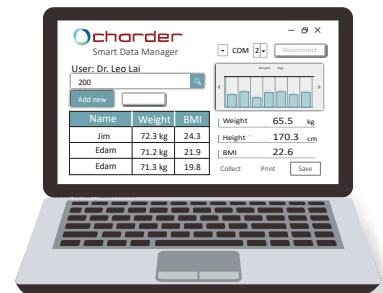 charder
Smart Data Manager
COM 2
Disconnect
User: Dr. Leo Lai
200
Add new
Name Weight BMI
Jim 72.3 kg 24.3
Edam 71.2 kg 21.9
Edam 71.3 kg 19.8
Weight
Weight 65.5 kg
Height 170.3 cm
BMI 22.6
Collect Print Save